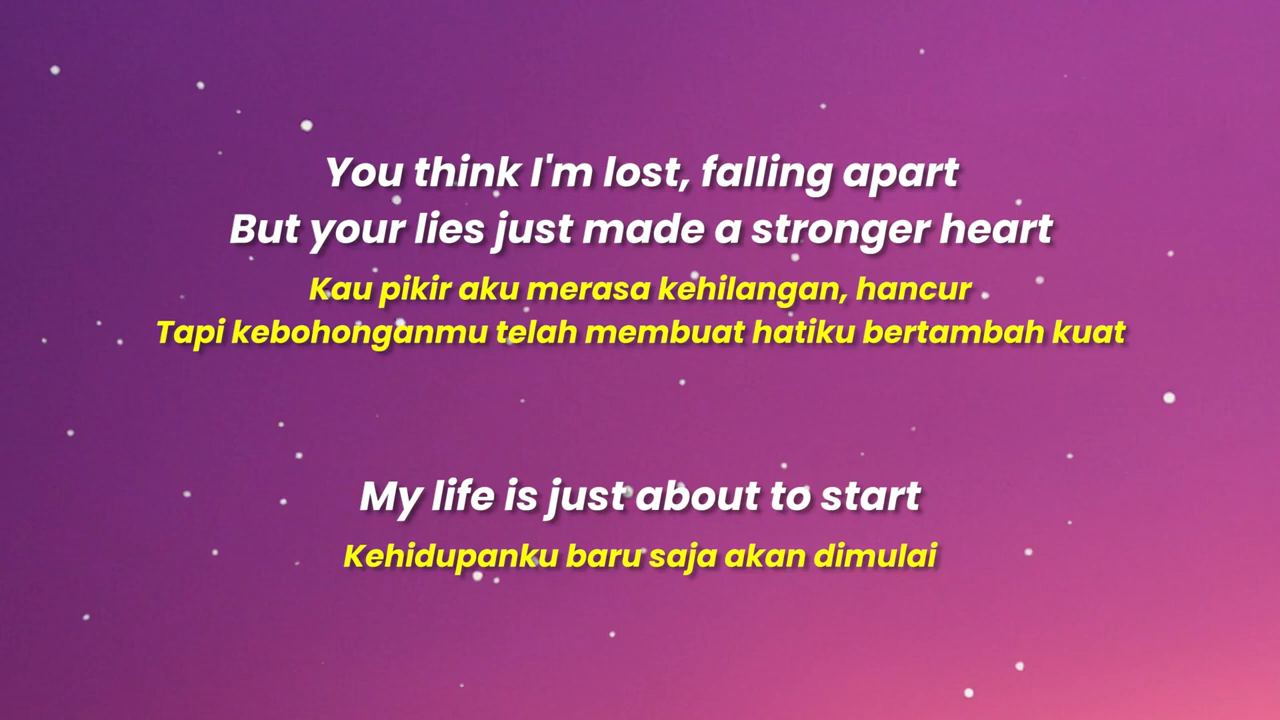 You think I'm lost, falling apart
But your lies just made a stronger heart
Kau pikir aku merasa kehilangan, hancur
Tapi kebohonganmu telah membuat hatiku bertambah kuat
My life is just about to start
Kehidupanku baru saja akan dimulai